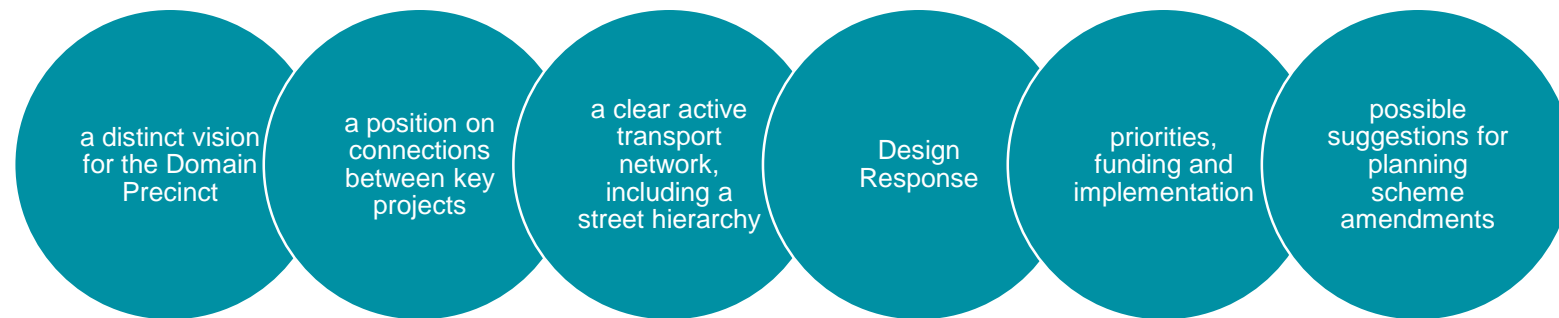 a distinct vision
for the Domain
Precinct
a position on
connections
between key
projects
a clear active
transport
network,
including a
street hierarchy
Design
Response
priorities,
funding and
implementation
possible
suggestions for
planning
scheme
amendments